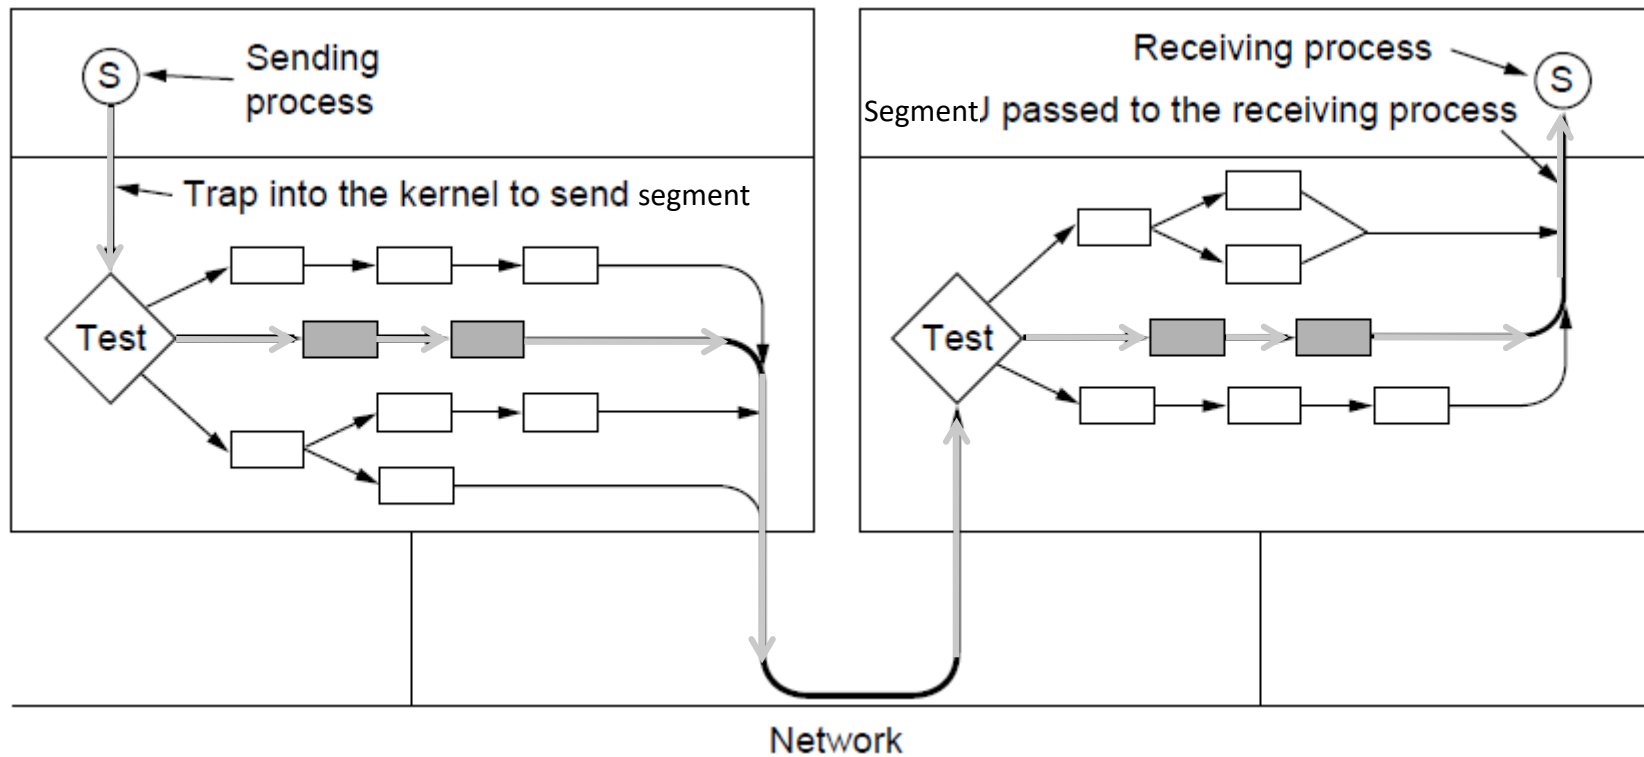 S
Sending
process
Trap into the kernel to send segment
Test
Receiving process
S
Segment passed to the receiving process
Test
Network